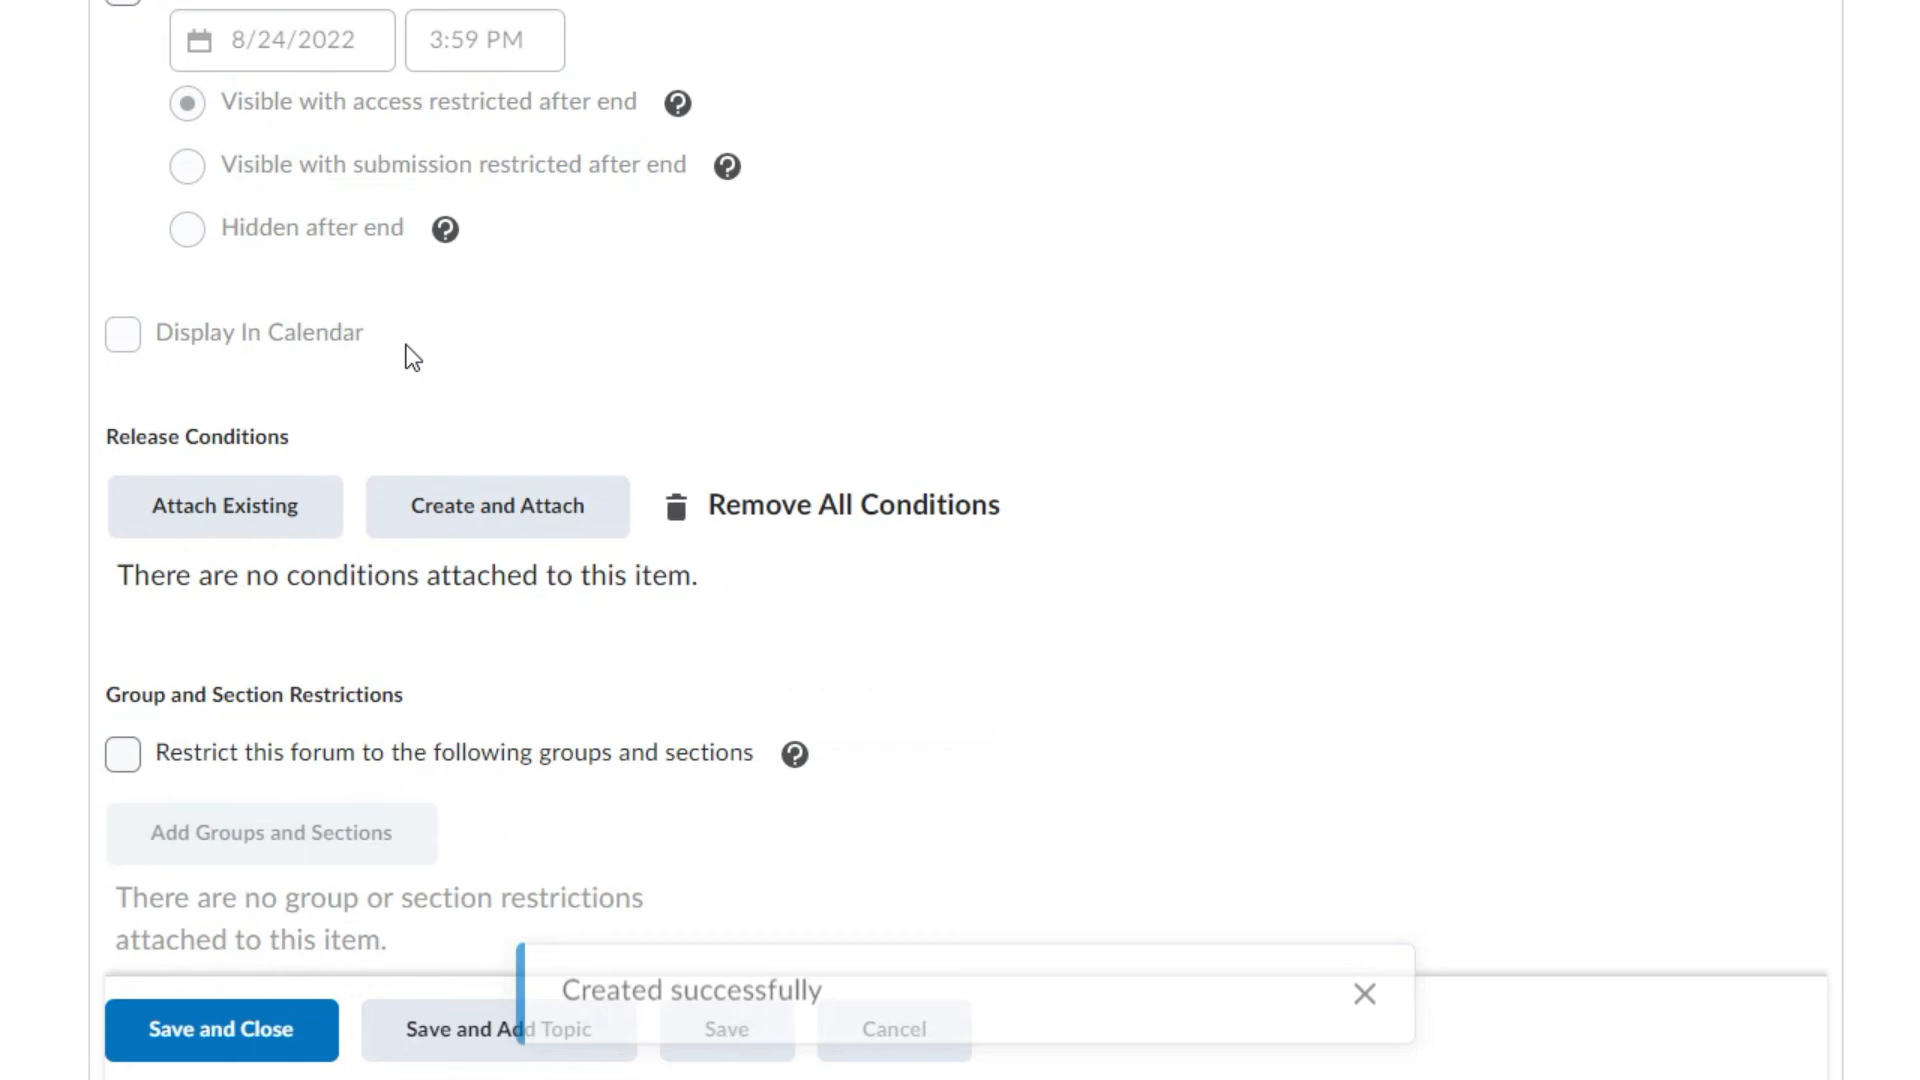 8/24/2022 3:59 PM
Visible with access restricted after end
Visible with submission restricted after end
Hidden after end
Display In Calendar
Release Conditions
Attach Existing Create and Attach Remove All Conditions
There are no conditions attached to this item.
Group and Section Restrictions
Restrict this forum to the following groups and sections
Add Groups and Sections
There are no group or section restrictions
attached to this item.
Created successfully
Save and Close Save and Add Topic Save Cancel